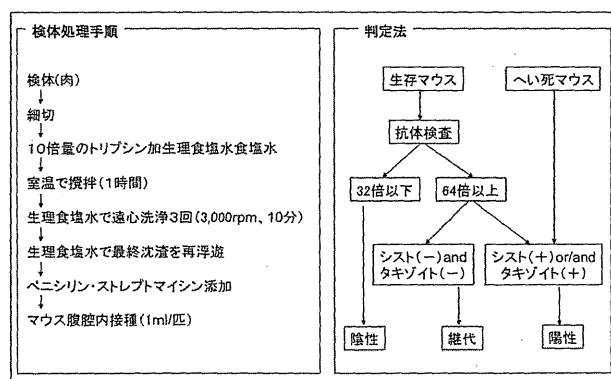 検体処理手順
検体(肉)
↓
細切
↓
10倍量のトリプシン加生理食塩水食塩水
↓
室温で攪拌(1時間)
↓
生理食塩水で遠心洗浄3回(3,000rpm、10分)
↓
生理食塩水で最終沈渣を再浮遊
↓
ペニシリン・ストレプトマイシン添加
↓
マウス腹腔内接種(1ml/匹)
判定法
生存マウス
へい死マウス
抗体検査
32倍以下
64倍以上
シスト(−)and
タキゾイト(−)
シスト(+)or/and
タキゾイト(+)
陰性
継代
陽性